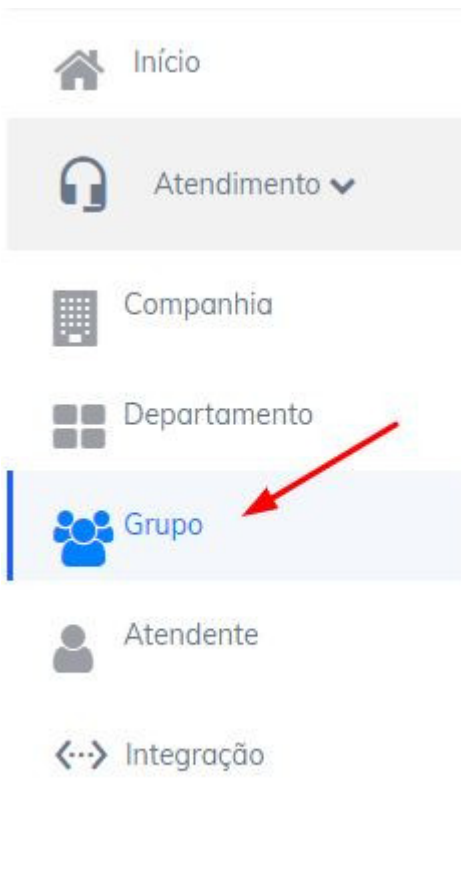 Início
Atendimento
Companhia
Departamento
Grupo
Atendente
Integração